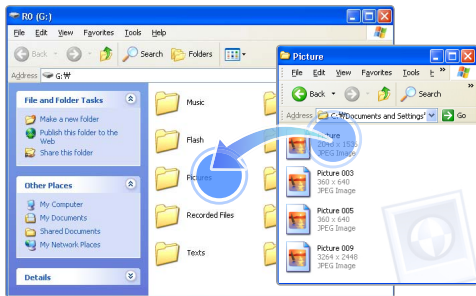 R0 (G:)
File Edit View Favorites Tools Help
Back Search Folders
Address G:₩
File and Folder Tasks
Make a new folder
Publish this folder to the
Web
Share this folder
Other Places
My Computer
My Documents
Shared Documents
My Network Places
Details
Music
Flash
Pictures
Recorded Files
Texts
Picture
File Edit View Favorites Tools »
Back Search »
Address C:₩Documents and Settings Go
Picture
2048 x 1536
JPEG Image
Picture 003
360 x 640
JPEG Image
Picture 005
360 x 640
JPEG Image
Picture 009
3264 x 2448
JPEG Image